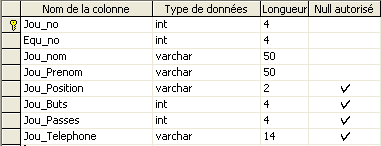 Nom de la colonne Type de données Longueur Null autorisé
Jou_no int 4
Equ_no int 4
Jou_nom varchar 50
Jou_Prenom varchar 50
Jou_Position varchar 2 ✓
Jou_Buts int 4 ✓
Jou_Passes int 4 ✓
Jou_Telephone varchar 14 ✓